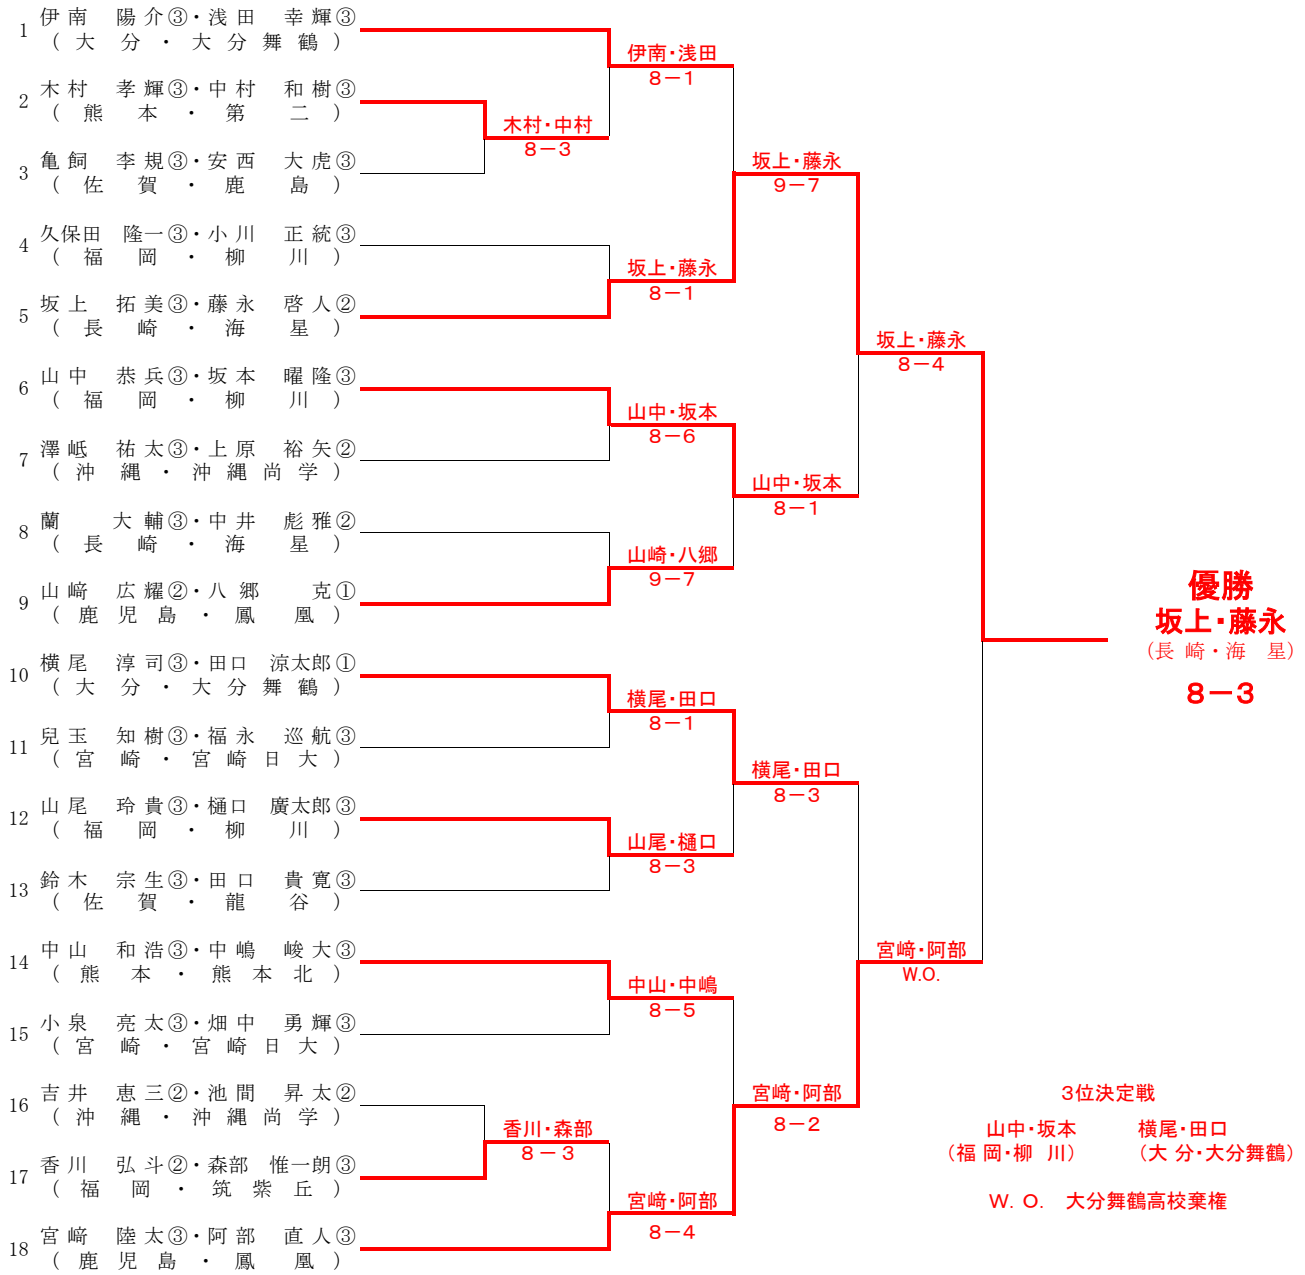 1 伊南 陽介③・浅田 幸輝③
(大分・大分舞鶴)
2 木村 孝輝③・中村 和樹③
(熊本・第二)
3 亀飼 李規③・安西 大虎③
(佐賀・鹿島)
4 久保田 隆一③・小川 正統③
(福岡・柳川)
5 坂上 拓美③・藤永 啓人②
(長崎・海星)
6 山中 恭兵③・坂本 曜隆③
(福岡・柳川)
7 澤岻 祐太③・上原 裕矢②
(沖縄・沖縄尚学)
8 蘭 大輔③・中井 彪雅②
(長崎・海星)
9 山﨑 広耀②・八郷 克①
(鹿児島・鳳凰)
10 横尾 淳司③・田口 涼太郎①
(大分・大分舞鶴)
11 兒玉 知樹③・福永 巡航③
(宮崎・宮崎日大)
12 山尾 玲貴③・樋口 廣太郎③
(福岡・柳川)
13 鈴木 宗生③・田口 貴寛③
(佐賀・龍谷)
14 中山 和浩③・中嶋 峻大③
(熊本・熊本北)
15 小泉 亮太③・畑中 勇輝③
(宮崎・宮崎日大)
16 吉井 恵三②・池間 昇太②
(沖縄・沖縄尚学)
17 香川 弘斗②・森部 惟一朗③
(福岡・筑紫丘)
18 宮﨑 陸太③・阿部 直人③
(鹿児島・鳳凰)
木村・中村
8-3
香川・森部
8-3
伊南・浅田
8-1
坂上・藤永
8-1
山中・坂本
8-6
山崎・八郷
9-7
横尾・田口
8-1
山尾・樋口
8-3
中山・中嶋
8-5
宮﨑・阿部
8-4
坂上・藤永
9-7
山中・坂本
8-1
横尾・田口
8-3
宮﨑・阿部
8-2
坂上・藤永
8-4
宮﨑・阿部
W.O.
優勝
坂上・藤永
(長崎・海 星)
8-3
3位決定戦
山中・坂本 横尾・田口
(福岡・柳 川) (大分・大分舞鶴)
W. O. 大分舞鶴高校棄権